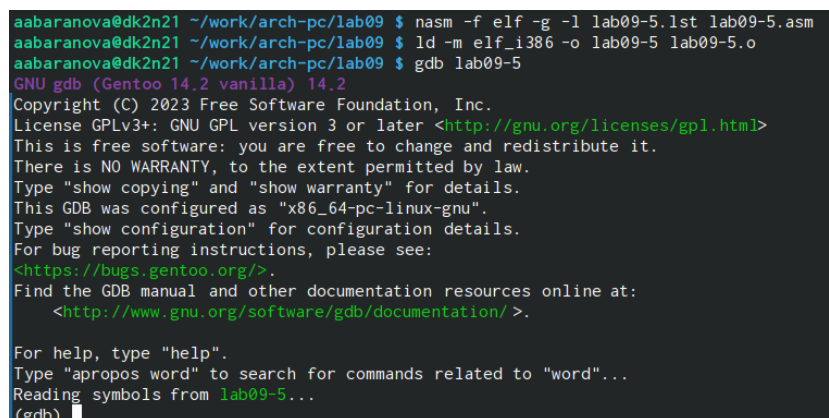 aabaranova@dk2n21 ~/work/arch-pc/lab09 $ nasm -f elf -g -l lab09-5.lst lab09-5.asm
aabaranova@dk2n21 ~/work/arch-pc/lab09 $ ld -m elf_i386 -o lab09-5 lab09-5.o
aabaranova@dk2n21 ~/work/arch-pc/lab09 $ gdb lab09-5
GNU gdb (Gentoo 14.2 vanilla) 14.2
Copyright (C) 2023 Free Software Foundation, Inc.
License GPLv3+: GNU GPL version 3 or later <http://gnu.org/licenses/gpl.html>
This is free software: you are free to change and redistribute it.
There is NO WARRANTY, to the extent permitted by law.
Type "show copying" and "show warranty" for details.
This GDB was configured as "x86_64-pc-linux-gnu".
Type "show configuration" for configuration details.
For bug reporting instructions, please see:
<https://bugs.gentoo.org/>.
Find the GDB manual and other documentation resources online at:
    <http://www.gnu.org/software/gdb/documentation/>.

For help, type "help".
Type "apropos word" to search for commands related to "word"...
Reading symbols from lab09-5...
(gdb)